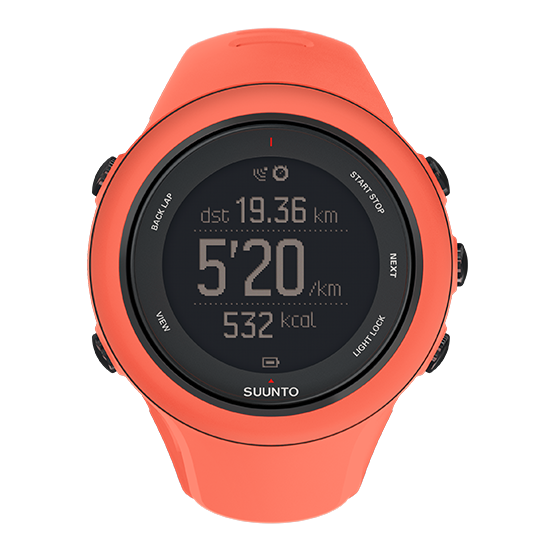 BACK LAP
START STOP
dst 19.36 km
5'20 /km
NEXT
532 kcal
VIEW
LIGHT LOCK
SUUNTO